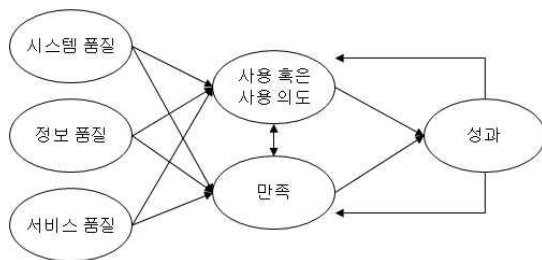 시스템 품질
정보 품질
서비스 품질
사용 혹은
사용 의도
만족
성과